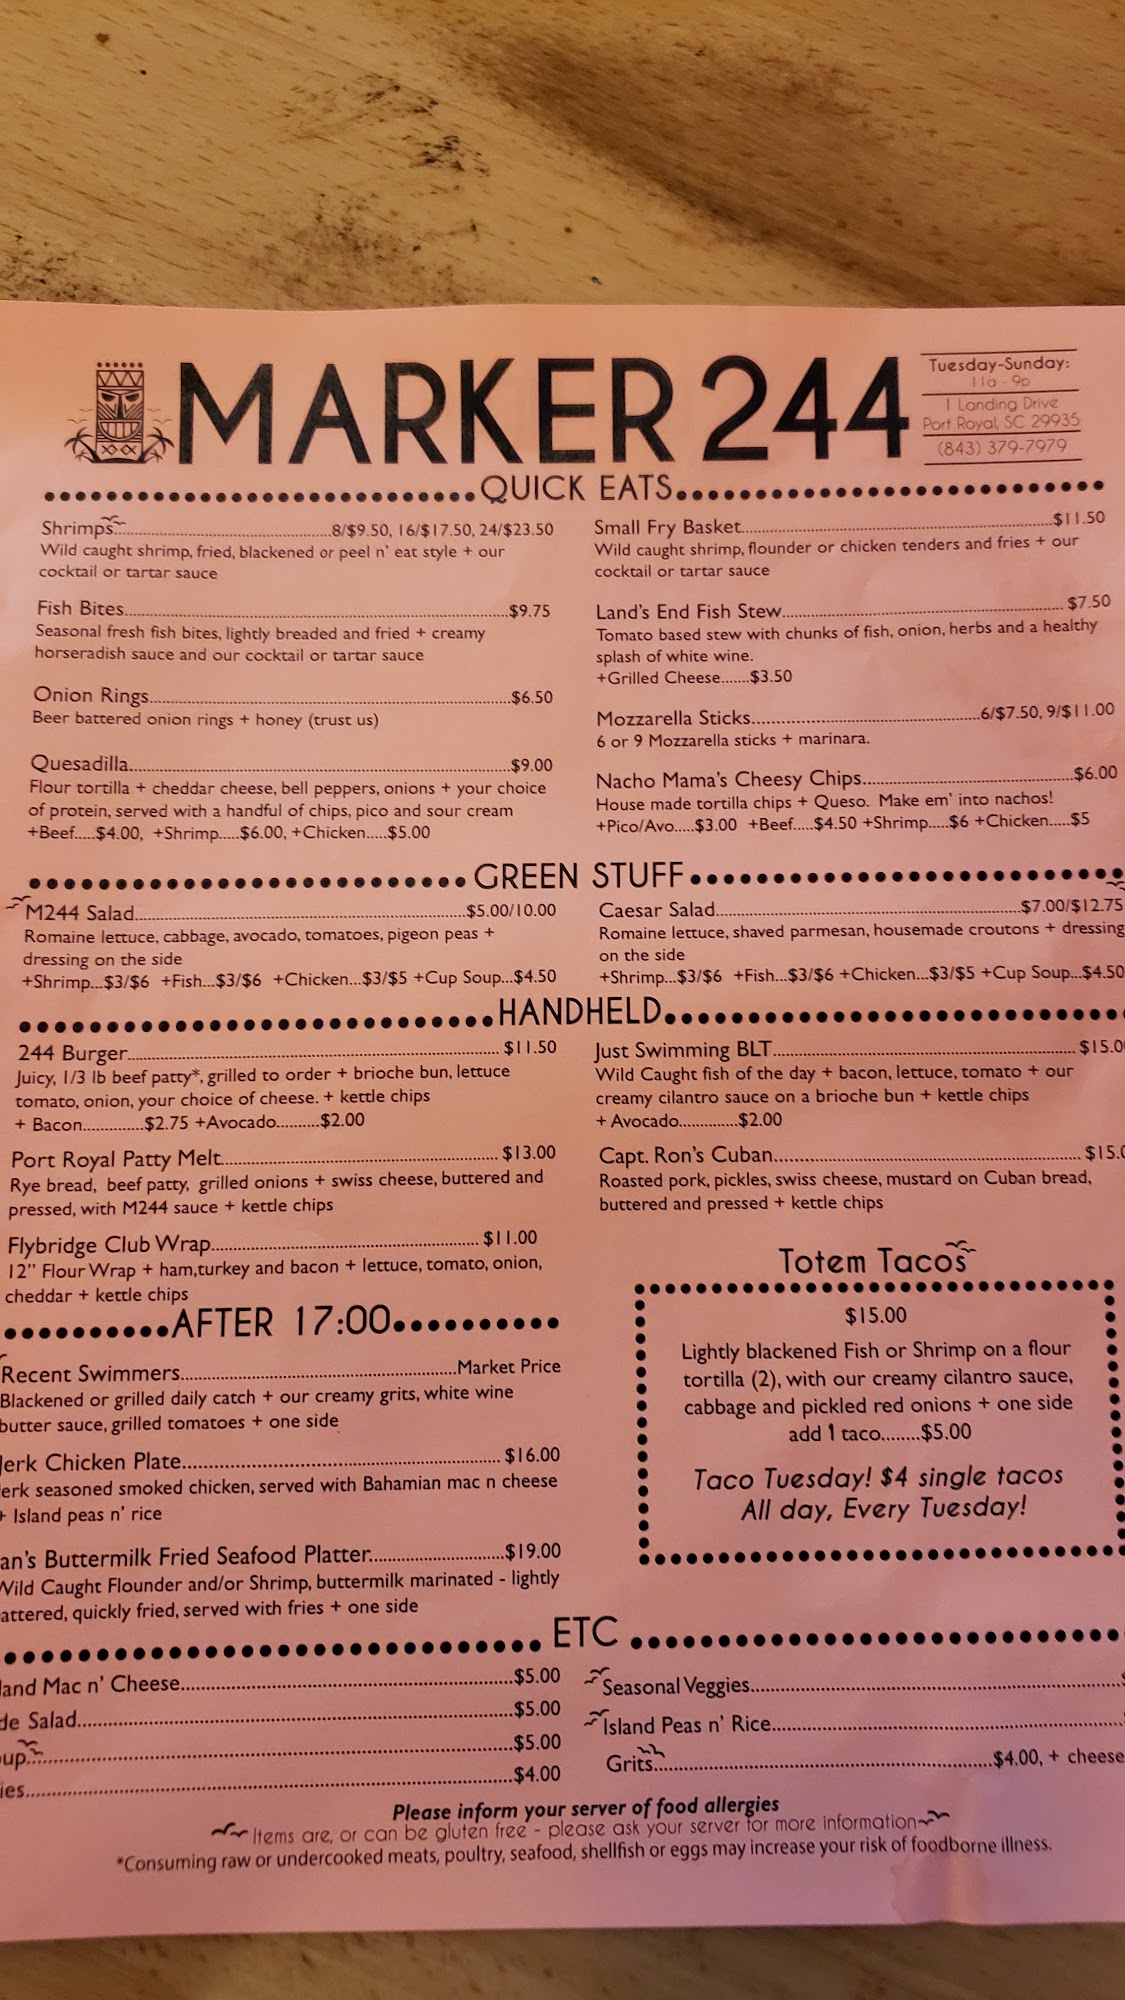 MARKER 244
Tuesday-Sunday:
11a - 9p
1 Landing Drive
Port Royal, SC 29935
(843) 379-7979
QUICK EATS
Shrimps 8/$9.50, 16/$17.50, 24/$23.50
Wild caught shrimp, fried, blackened or peel n' eat style + our
cocktail or tartar sauce
Fish Bites $9.75
Seasonal fresh fish bites, lightly breaded and fried + creamy
horseradish sauce and our cocktail or tartar sauce
Onion Rings $6.50
Beer battered onion rings + honey (trust us)
Quesadilla $9.00
Flour tortilla + cheddar cheese, bell peppers, onions + your choice
of protein, served with a handful of chips, pico and sour cream
+Beef.....$4.00, +Shrimp.....$6.00, +Chicken.....$5.00
Small Fry Basket $11.50
Wild caught shrimp, flounder or chicken tenders and fries + our
cocktail or tartar sauce
Land's End Fish Stew $7.50
Tomato based stew with chunks of fish, onion, herbs and a healthy
splash of white wine.
+Grilled Cheese.......$3.50
Mozzarella Sticks 6/$7.50, 9/$11.00
6 or 9 Mozzarella sticks + marinara.
Nacho Mama's Cheesy Chips $6.00
House made tortilla chips + Queso. Make em' into nachos!
+Pico/Avo.....$3.00 +Beef.....$4.50 +Shrimp.....$6 +Chicken.....$5
GREEN STUFF
M244 Salad $5.00/10.00
Romaine lettuce, cabbage, avocado, tomatoes, pigeon peas +
dressing on the side
+Shrimp...$3/$6 +Fish...$3/$6 +Chicken...$3/$5 +Cup Soup...$4.50
Caesar Salad $7.00/$12.75
Romaine lettuce, shaved parmesan, housemade croutons + dressing
on the side
+Shrimp...$3/$6 +Fish...$3/$6 +Chicken...$3/$5 +Cup Soup...$4.50
HANDHELD
244 Burger $11.50
Juicy, 1/3 lb beef patty*, grilled to order + brioche bun, lettuce
tomato, onion, your choice of cheese. + kettle chips
+ Bacon..............$2.75 +Avocado..........$2.00
Port Royal Patty Melt $13.00
Rye bread, beef patty, grilled onions + swiss cheese, buttered and
pressed, with M244 sauce + kettle chips
Flybridge Club Wrap $11.00
12" Flour Wrap + ham,turkey and bacon + lettuce, tomato, onion,
cheddar + kettle chips
Just Swimming BLT $15.0
Wild Caught fish of the day + bacon, lettuce, tomato + our
creamy cilantro sauce on a brioche bun + kettle chips
+ Avocado.............$2.00
Capt. Ron's Cuban $15.0
Roasted pork, pickles, swiss cheese, mustard on Cuban bread,
buttered and pressed + kettle chips
Totem Tacos
$15.00
Lightly blackened Fish or Shrimp on a flour
tortilla (2), with our creamy cilantro sauce,
cabbage and pickled red onions + one side
add 1 taco........$5.00
Taco Tuesday! $4 single tacos
All day, Every Tuesday!
AFTER 17:00
Recent Swimmers Market Price
Blackened or grilled daily catch + our creamy grits, white wine
butter sauce, grilled tomatoes + one side
Jerk Chicken Plate $16.00
erk seasoned smoked chicken, served with Bahamian mac n cheese
+ Island peas n' rice
an's Buttermilk Fried Seafood Platter $19.00
Wild Caught Flounder and/or Shrimp, buttermilk marinated - lightly
attered, quickly fried, served with fries + one side
ETC
land Mac n' Cheese $5.00
de Salad $5.00
oup $5.00
ies $4.00
Seasonal Veggies
Island Peas n' Rice
Grits $4.00, + cheese
Please inform your server of food allergies
Items are, or can be gluten free - please ask your server for more information
*Consuming raw or undercooked meats, poultry, seafood, shellfish or eggs may increase your risk of foodborne illness.